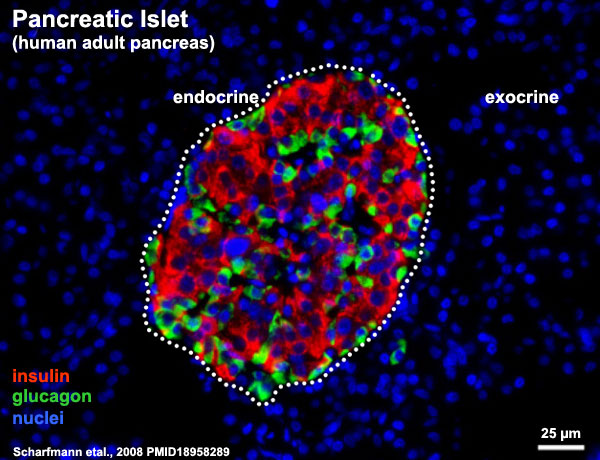 Pancreatic Islet
(human adult pancreas)
endocrine
exocrine
insulin
glucagon
nuclei
25 µm
Scharfmann etal., 2008 PMID18958289